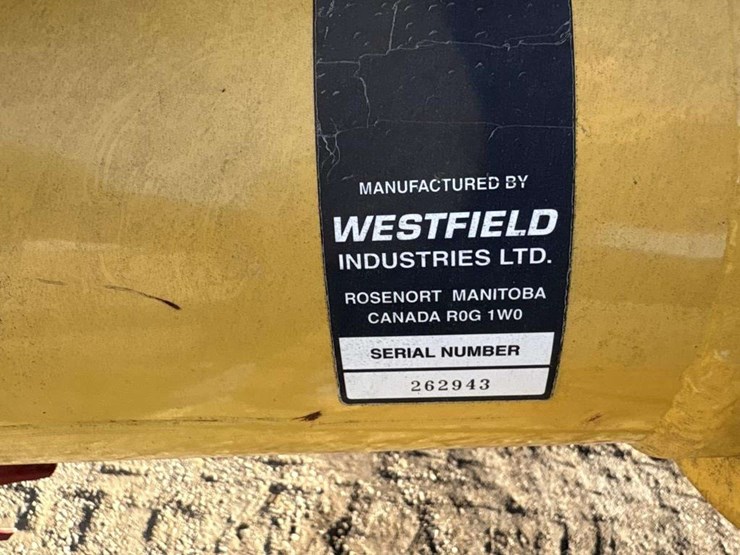 MANUFACTURED BY
WESTFIELD
INDUSTRIES LTD.
ROSENORT MANITOBA
CANADA R0G 1W0
SERIAL NUMBER
262943